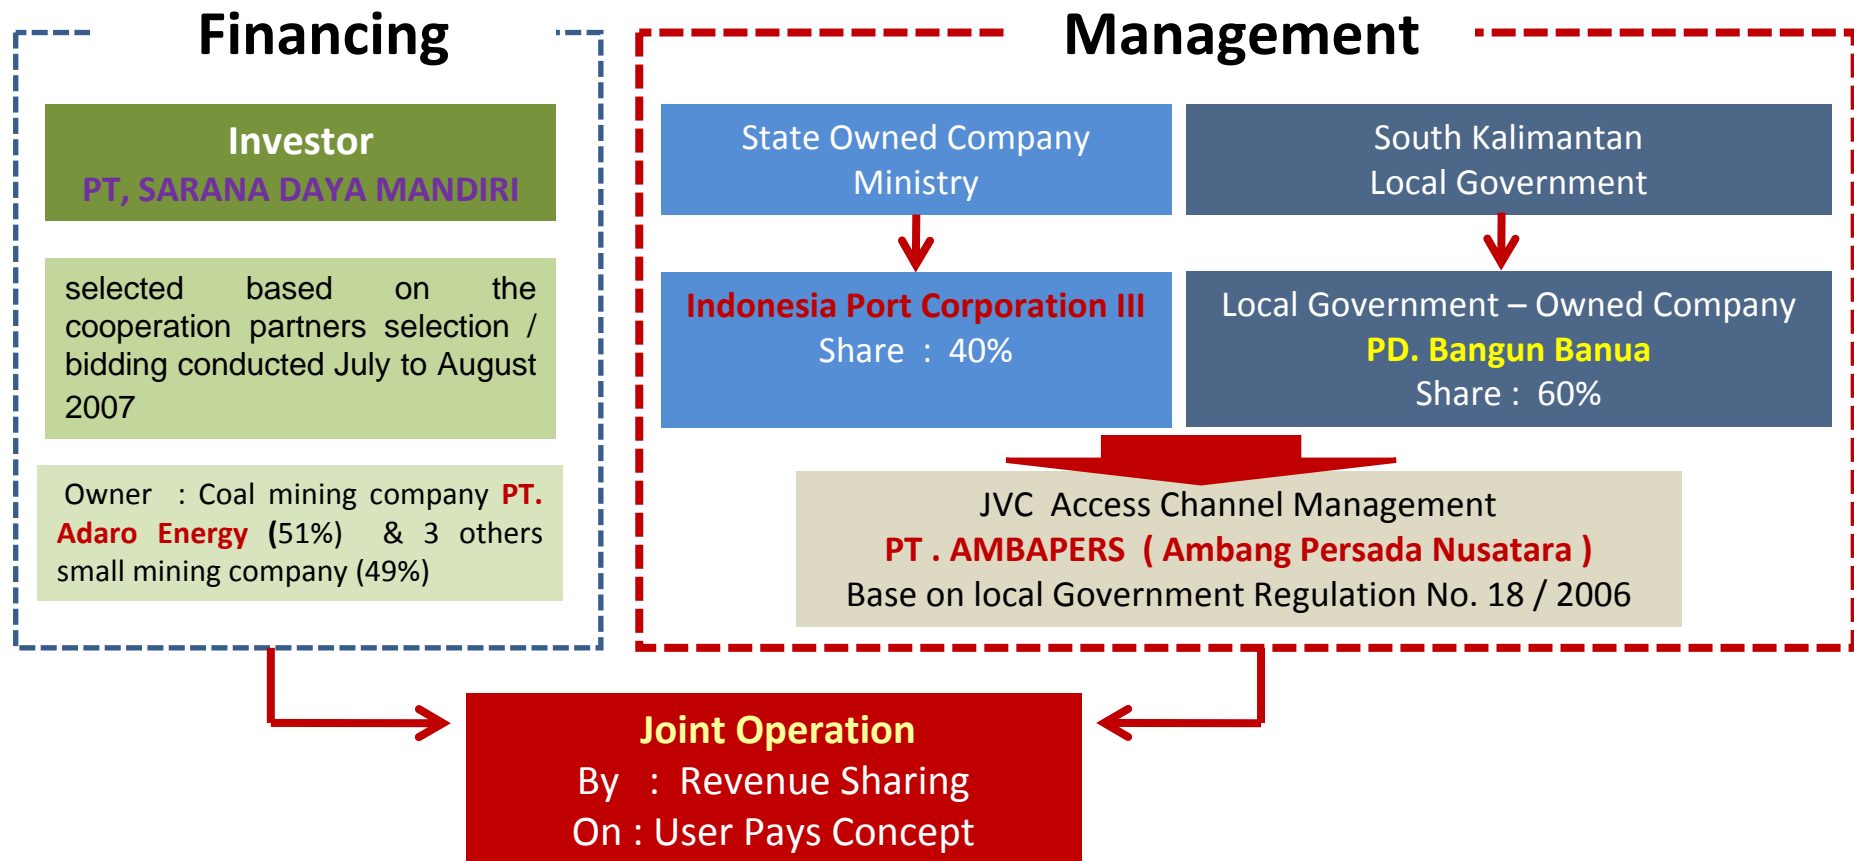 Financing
Investor
PT, SARANA DAYA MANDIRI
selected based on the
cooperation partners selection /
bidding conducted July to August
2007
Owner : Coal mining company PT.
Adaro Energy (51%) & 3 others
small mining company (49%)
Management
State Owned Company
Ministry
South Kalimantan
Local Government
Indonesia Port Corporation III
Share : 40%
Local Government – Owned Company
PD. Bangun Banua
Share : 60%
JVC Access Channel Management
PT . AMBAPERS ( Ambang Persada Nusatara )
Base on local Government Regulation No. 18 / 2006
Joint Operation
By : Revenue Sharing
On : User Pays Concept